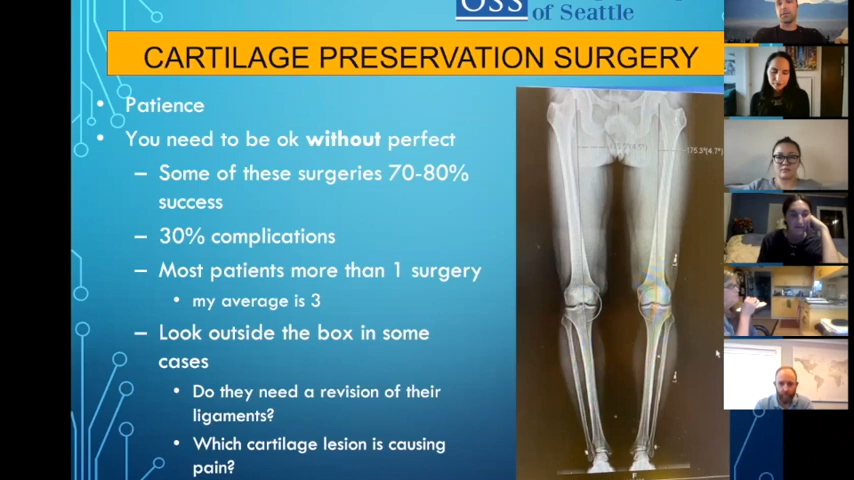 OSS
of Seattle
CARTILAGE PRESERVATION SURGERY
• Patience
• You need to be ok without perfect
– Some of these surgeries 70-80%
success
– 30% complications
– Most patients more than 1 surgery
• my average is 3
– Look outside the box in some
cases
• Do they need a revision of their
ligaments?
• Which cartilage lesion is causing
pain?
175.3°(4.7°)